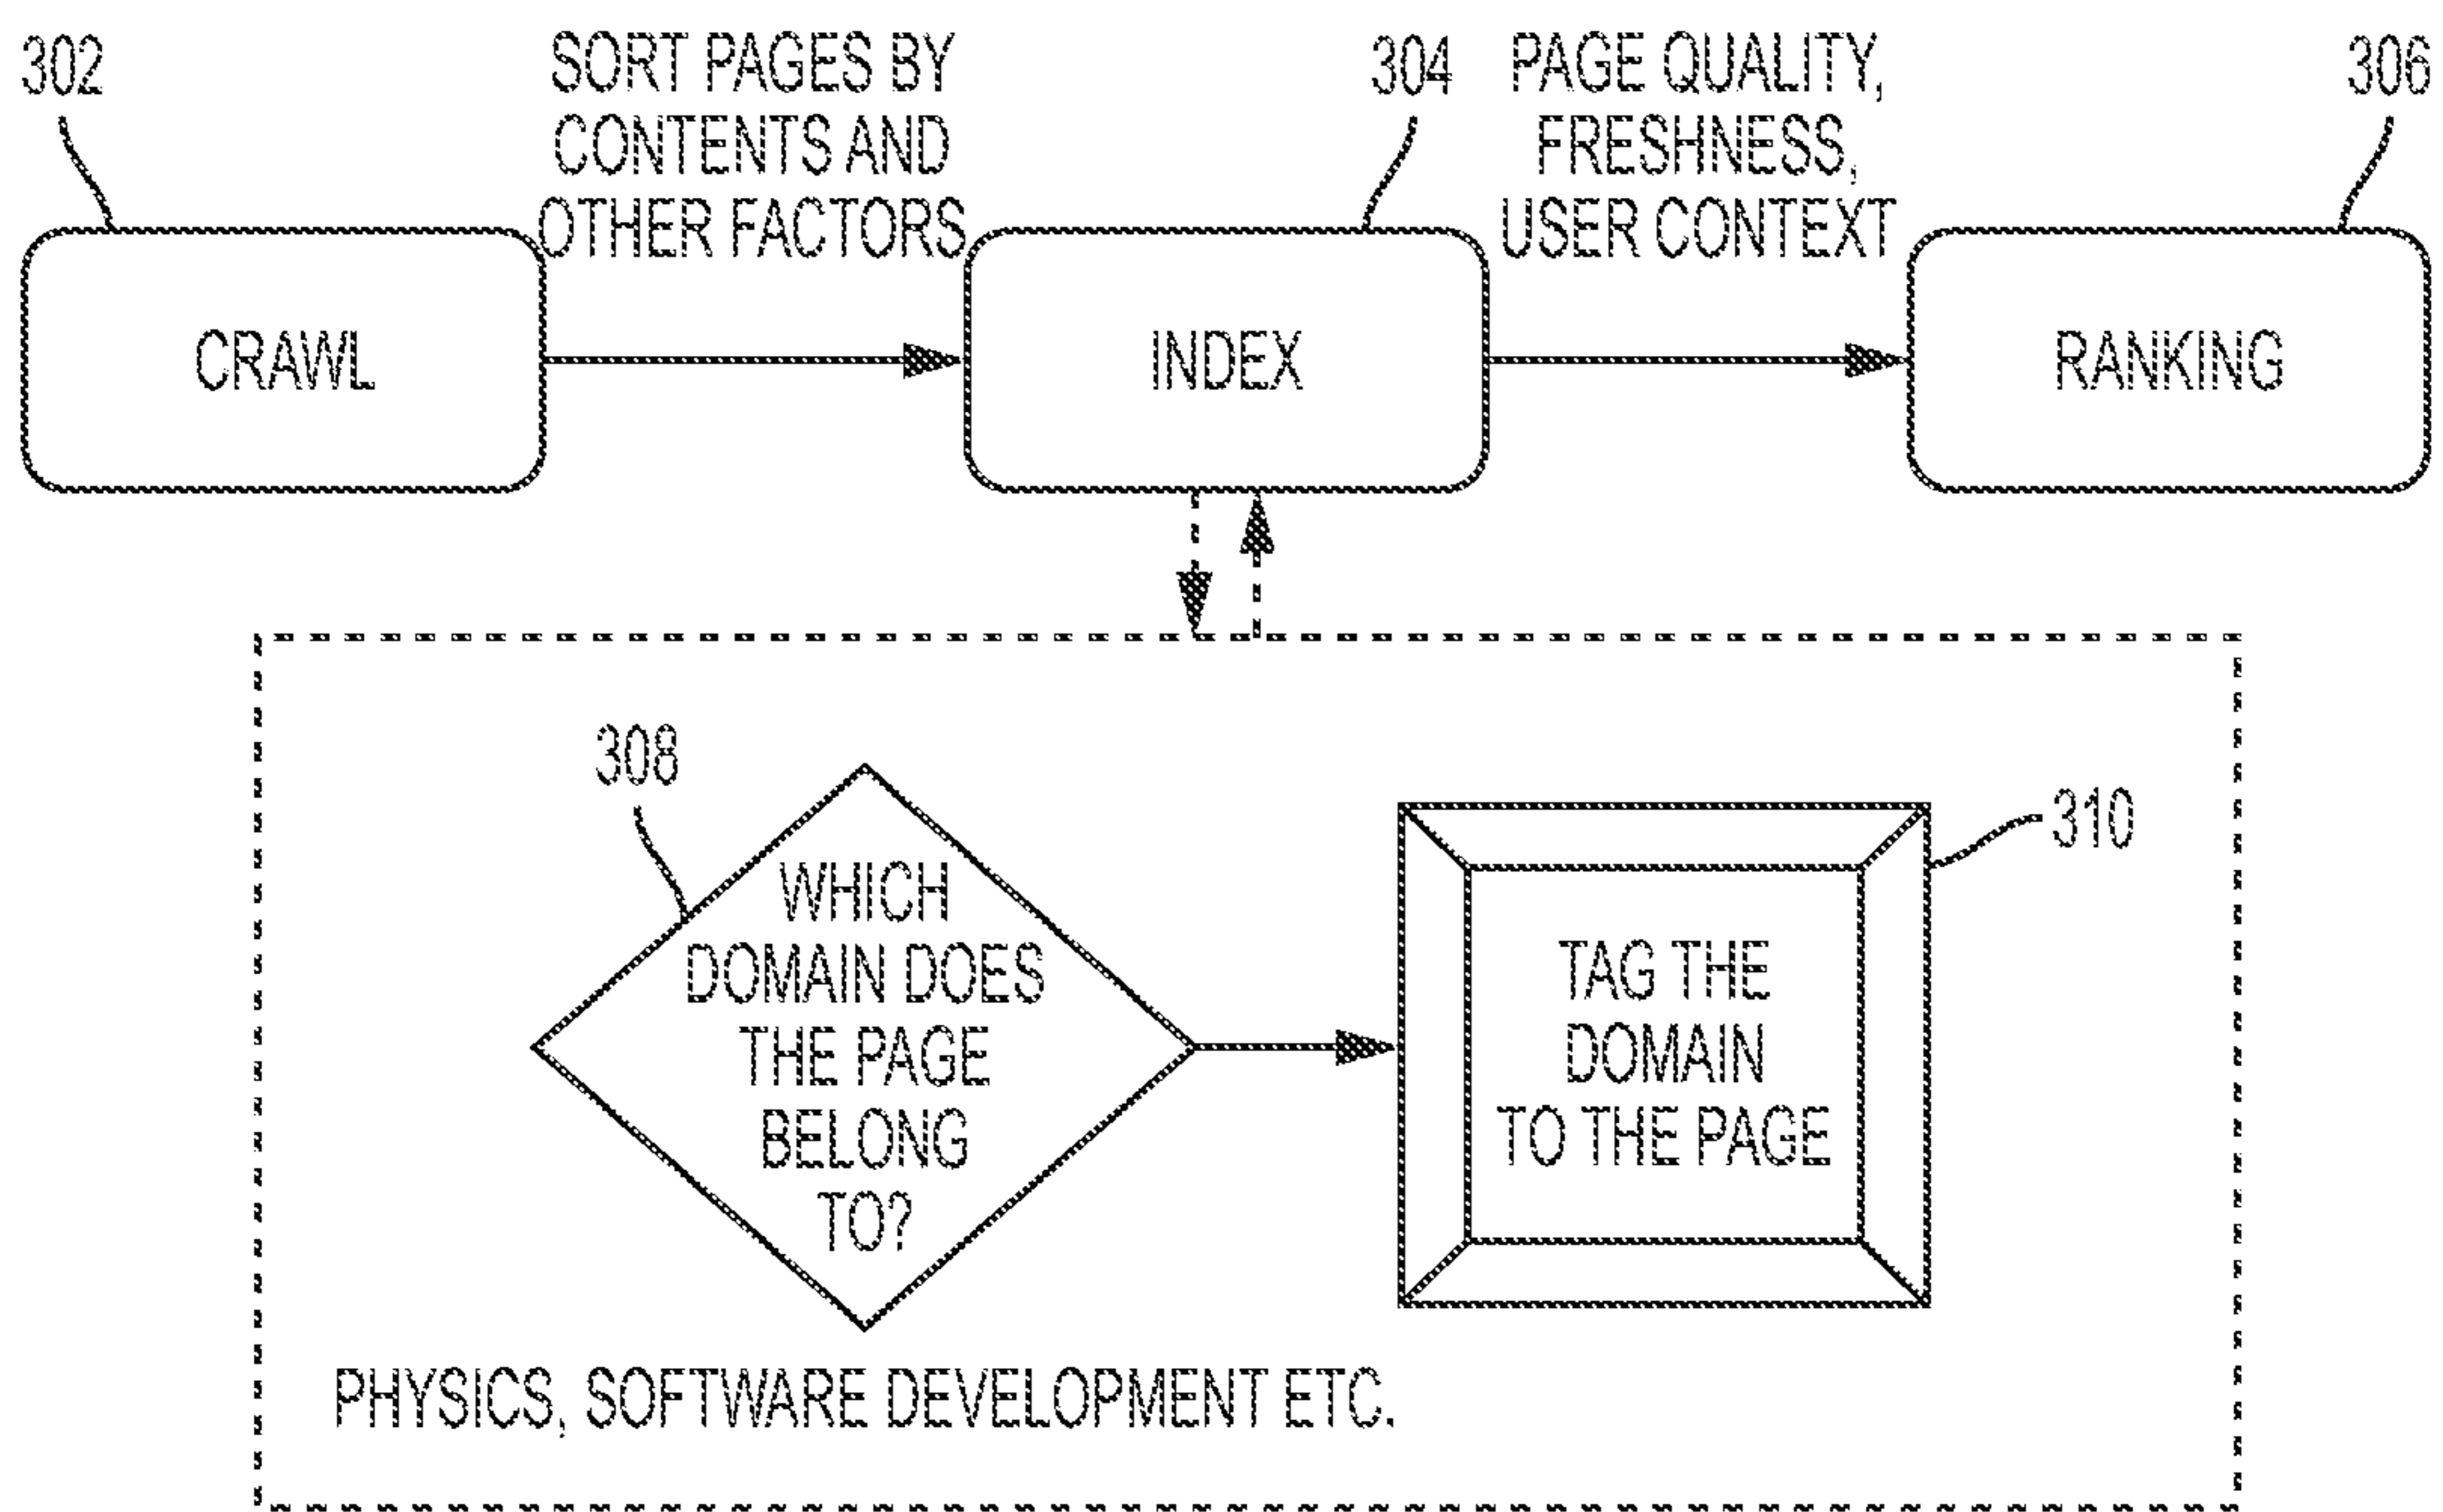 302
SORT PAGES BY
CONTENTS AND
OTHER FACTORS
304
PAGE QUALITY,
FRESHNESS,
USER CONTEXT
306
CRAWL
INDEX
RANKING
308
WHICH
DOMAIN DOES
THE PAGE
BELONG
TO?
310
TAG THE
DOMAIN
TO THE PAGE
PHYSICS, SOFTWARE DEVELOPMENT ETC.